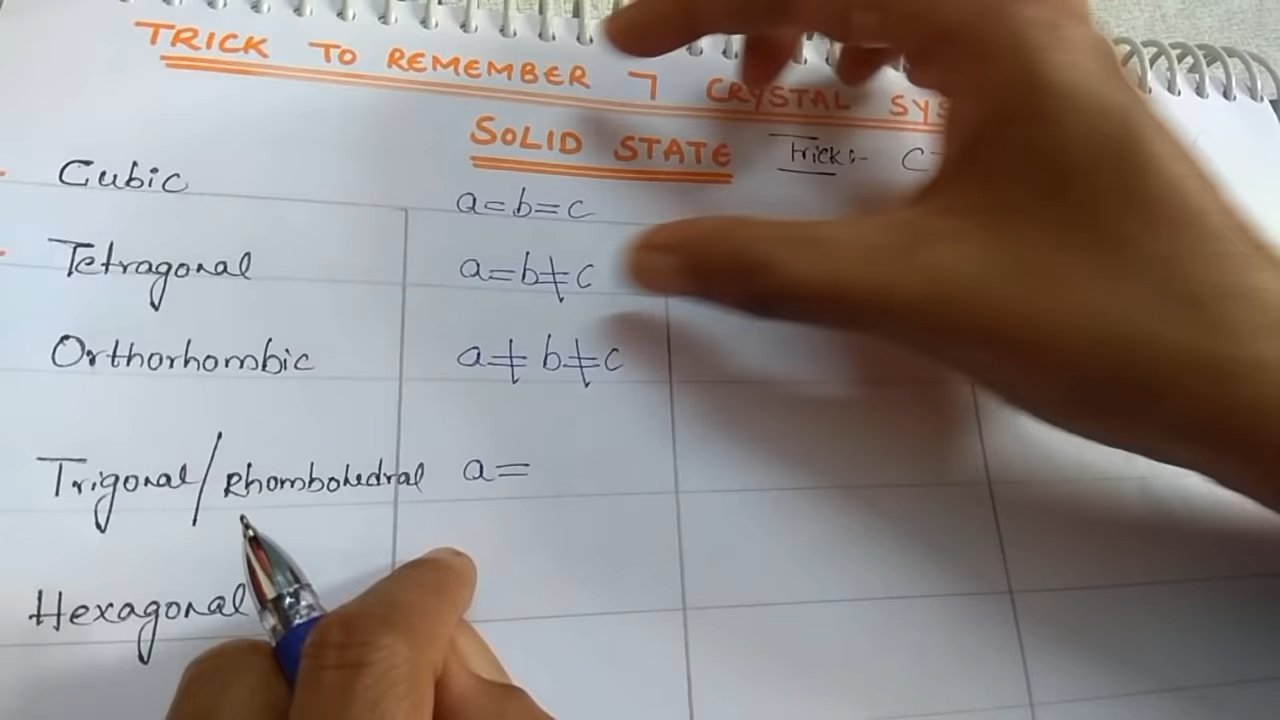 TRICK TO REMEMBER 7 CRYSTAL SYS
SOLID STATE Trick:- C
Cubic a=b=c
Tetragonal a=b≠c
Orthorhombic a≠b≠c
Trigonal/Rhombohedral a=
Hexagonal